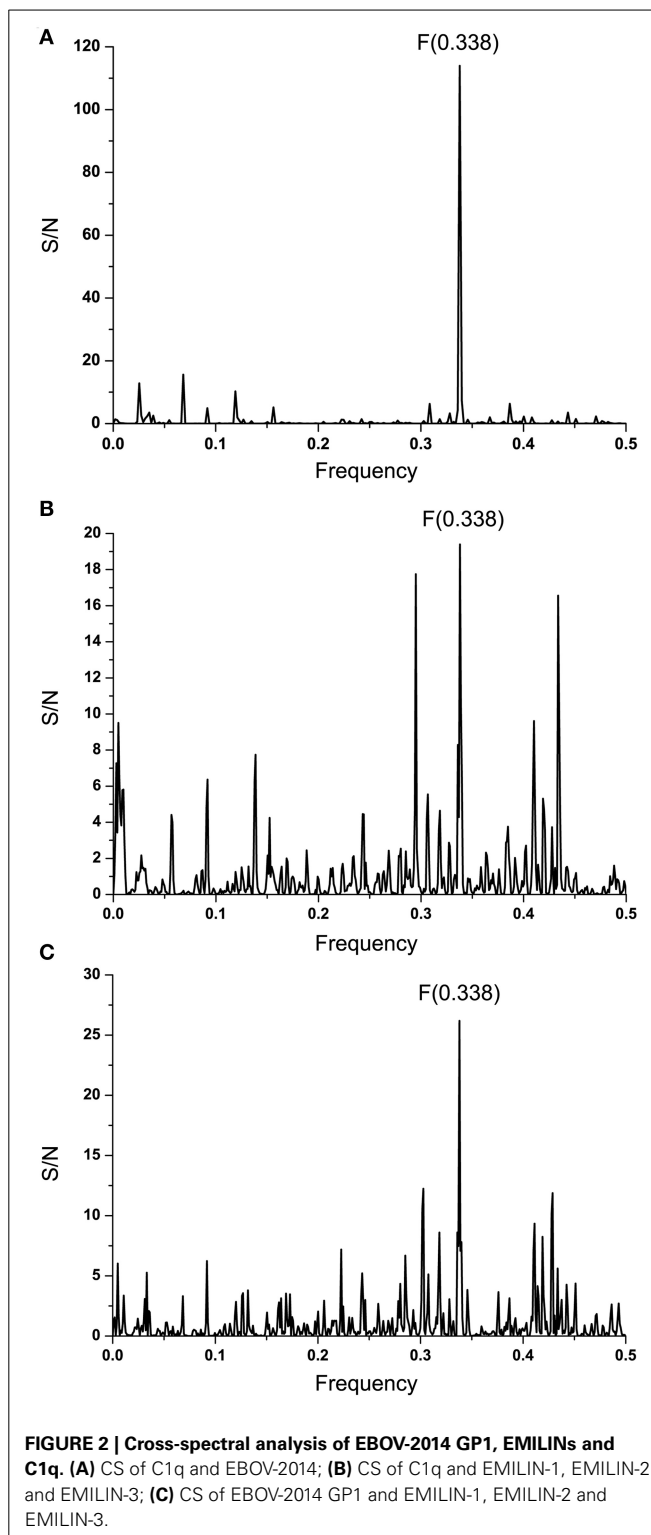 A
F(0.338)
120
100
80
60
40
20
0
S/N
0.0 0.1 0.2 0.3 0.4 0.5
Frequency
B
F(0.338)
20
18
16
14
12
10
8
6
4
2
0
S/N
0.0 0.1 0.2 0.3 0.4 0.5
Frequency
C
F(0.338)
30
25
20
15
10
5
0
S/N
0.0 0.1 0.2 0.3 0.4 0.5
Frequency
FIGURE 2 | Cross-spectral analysis of EBOV-2014 GP1, EMILINs and
C1q. (A) CS of C1q and EBOV-2014; (B) CS of C1q and EMILIN-1, EMILIN-2
and EMILIN-3; (C) CS of EBOV-2014 GP1 and EMILIN-1, EMILIN-2 and
EMILIN-3.